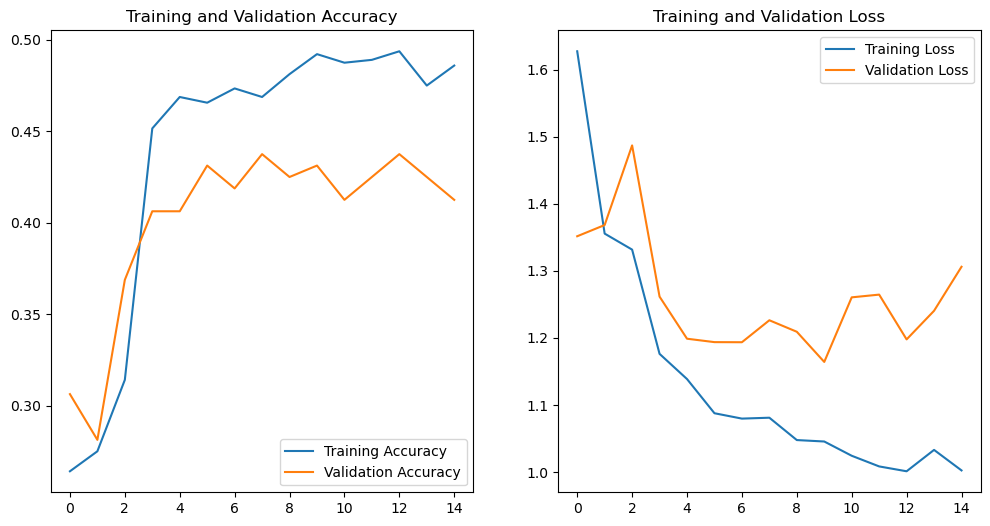 Training and Validation Accuracy
0.50
0.45
0.40
0.35
0.30
Training Accuracy
Validation Accuracy
0 2 4 6 8 10 12 14
Training and Validation Loss
1.6
1.5
1.4
1.3
1.2
1.1
1.0
Training Loss
Validation Loss
0 2 4 6 8 10 12 14